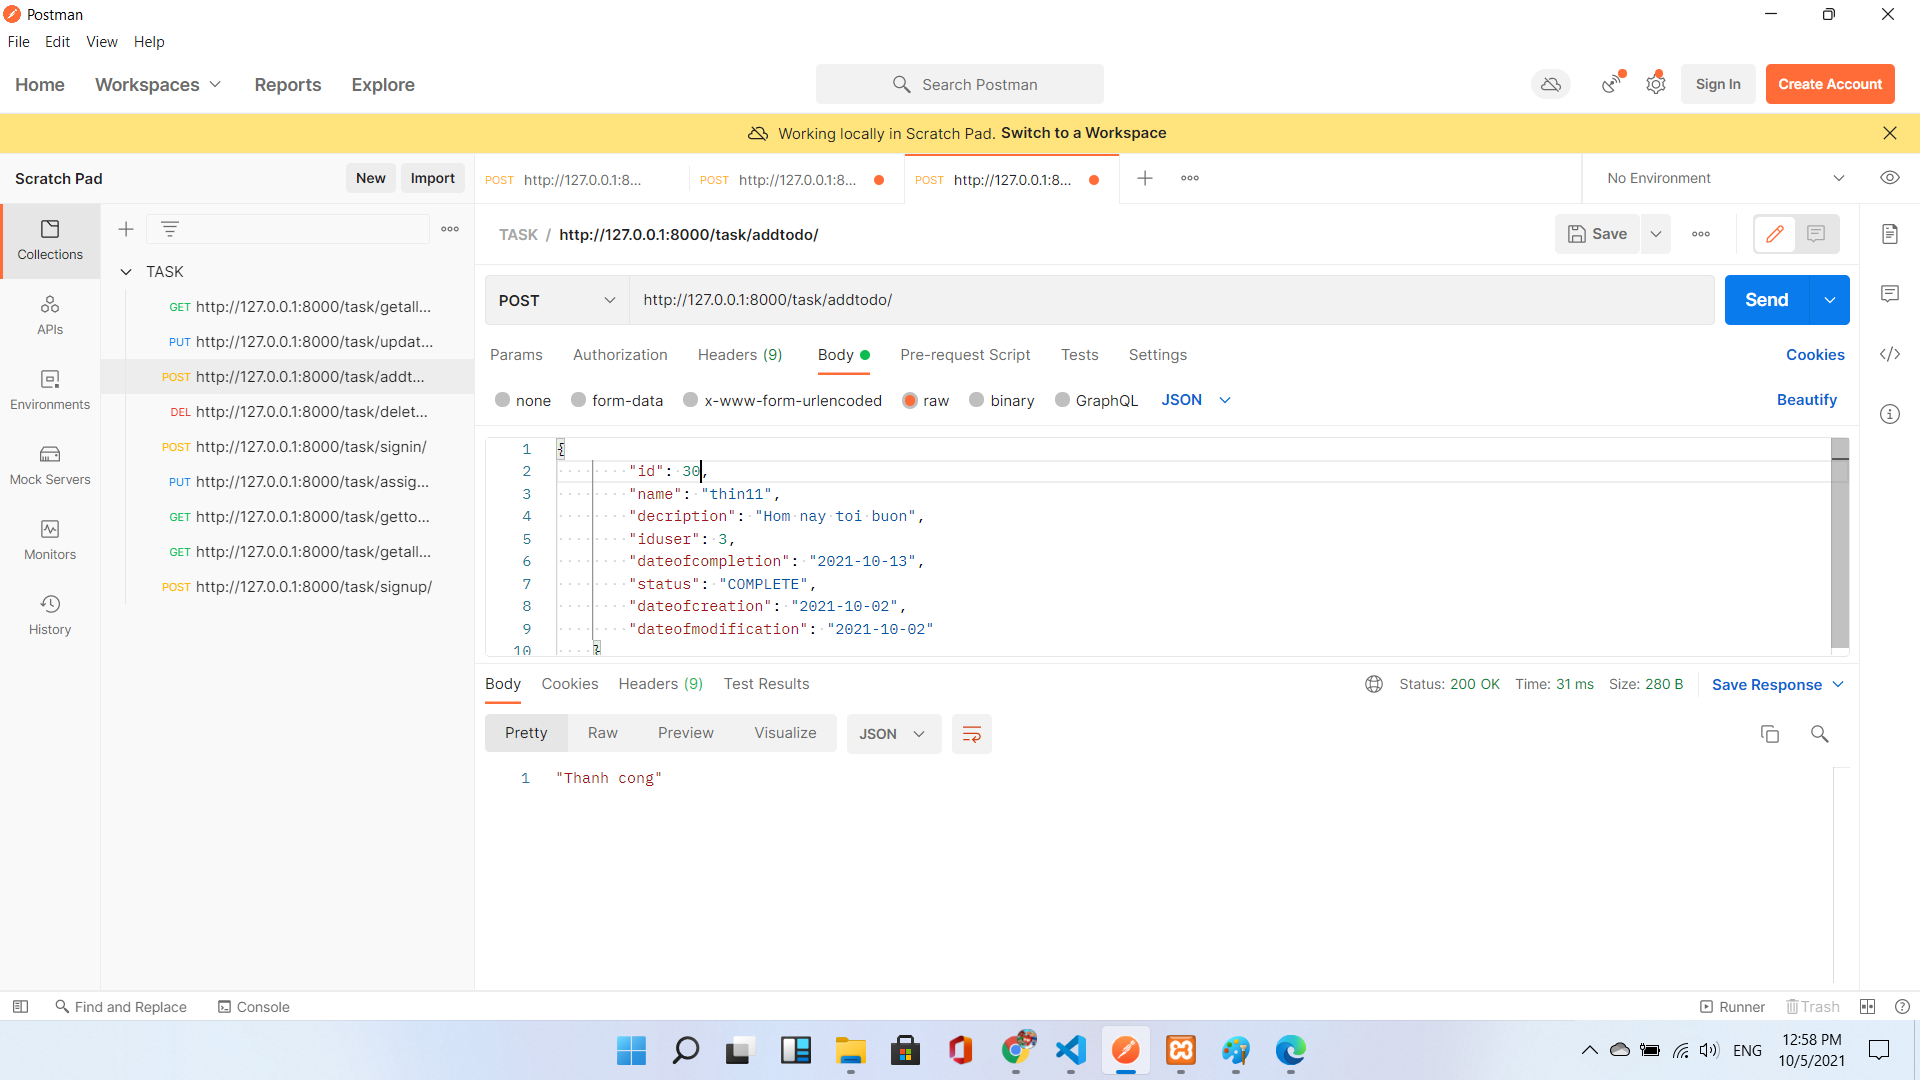 Postman
File Edit View Help
Home Workspaces Reports Explore Search Postman Sign In Create Account
Working locally in Scratch Pad. Switch to a Workspace
Scratch Pad New Import
POST http://127.0.0.1:8... POST http://127.0.0.1:8... POST http://127.0.0.1:8... No Environment
Collections
APIs
Environments
Mock Servers
Monitors
History
TASK
GET http://127.0.0.1:8000/task/getall...
PUT http://127.0.0.1:8000/task/updat...
POST http://127.0.0.1:8000/task/addt...
DEL http://127.0.0.1:8000/task/delet...
POST http://127.0.0.1:8000/task/signin/
PUT http://127.0.0.1:8000/task/assig...
GET http://127.0.0.1:8000/task/getto...
GET http://127.0.0.1:8000/task/getall...
POST http://127.0.0.1:8000/task/signup/
TASK / http://127.0.0.1:8000/task/addtodo/ Save
POST http://127.0.0.1:8000/task/addtodo/ Send
Params Authorization Headers (9) Body Pre-request Script Tests Settings Cookies
none form-data x-www-form-urlencoded raw binary GraphQL JSON Beautify
1 {
2 "id": 30,
3 "name": "thin11",
4 "decription": "Hom nay toi buon",
5 "iduser": 3,
6 "dateofcompletion": "2021-10-13",
7 "status": "COMPLETE",
8 "dateofcreation": "2021-10-02",
9 "dateofmodification": "2021-10-02"
10 }
Body Cookies Headers (9) Test Results Status: 200 OK Time: 31 ms Size: 280 B Save Response
Pretty Raw Preview Visualize JSON
1 "Thanh cong"
Find and Replace Console Runner Trash
ENG 12:58 PM
10/5/2021